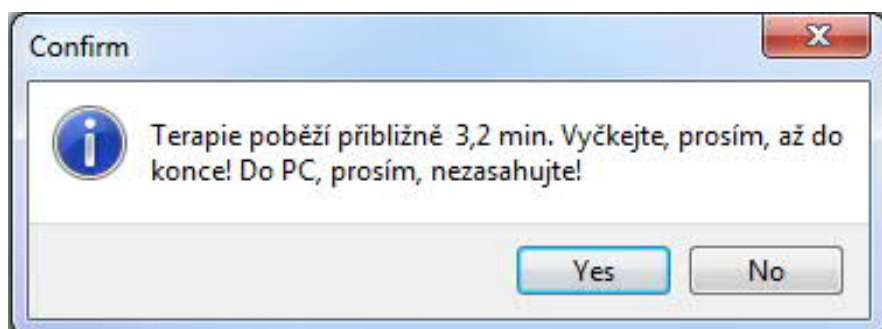 Confirm
Terapie poběží přibližně 3,2 min. Vyčkejte, prosím, až do
konce! Do PC, prosím, nezasahujte!
Yes
No